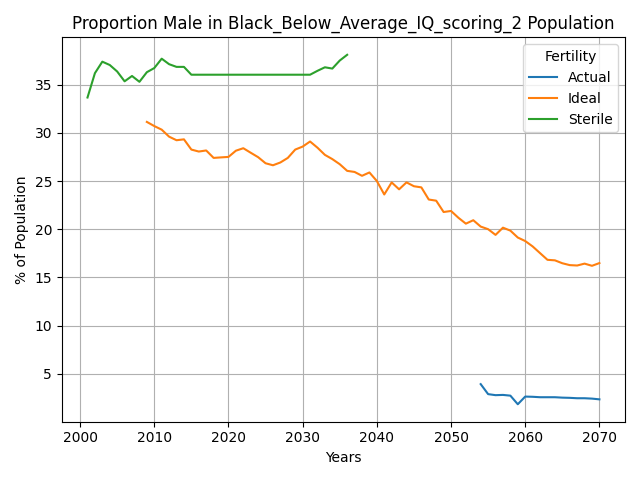 Proportion Male in Black_Below_Average_IQ_scoring_2 Population
Fertility
Actual
Ideal
Sterile
% of Population
35
30
25
20
15
10
5
2000 2010 2020 2030 2040 2050 2060 2070
Years